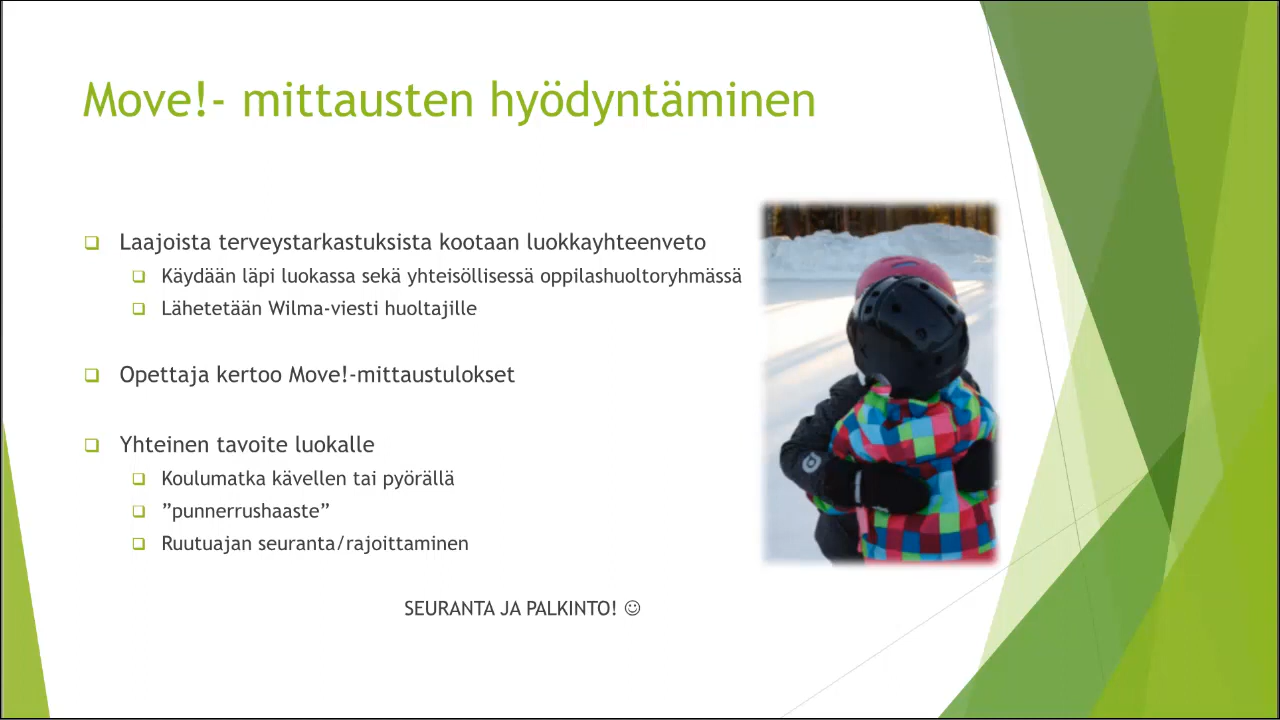 Move!- mittausten hyödyntäminen
Laajoista terveystarkastuksista kootaan luokkayhteenveto
Käydään läpi luokassa sekä yhteisöllisessä oppilashuoltoryhmässä
Lähetetään Wilma-viesti huoltajille
Opettaja kertoo Move!-mittaustulokset
Yhteinen tavoite luokalle
Koulumatka kävellen tai pyörällä
”punnerrushaaste”
Ruutuajan seuranta/rajoittaminen
SEURANTA JA PALKINTO! ☺